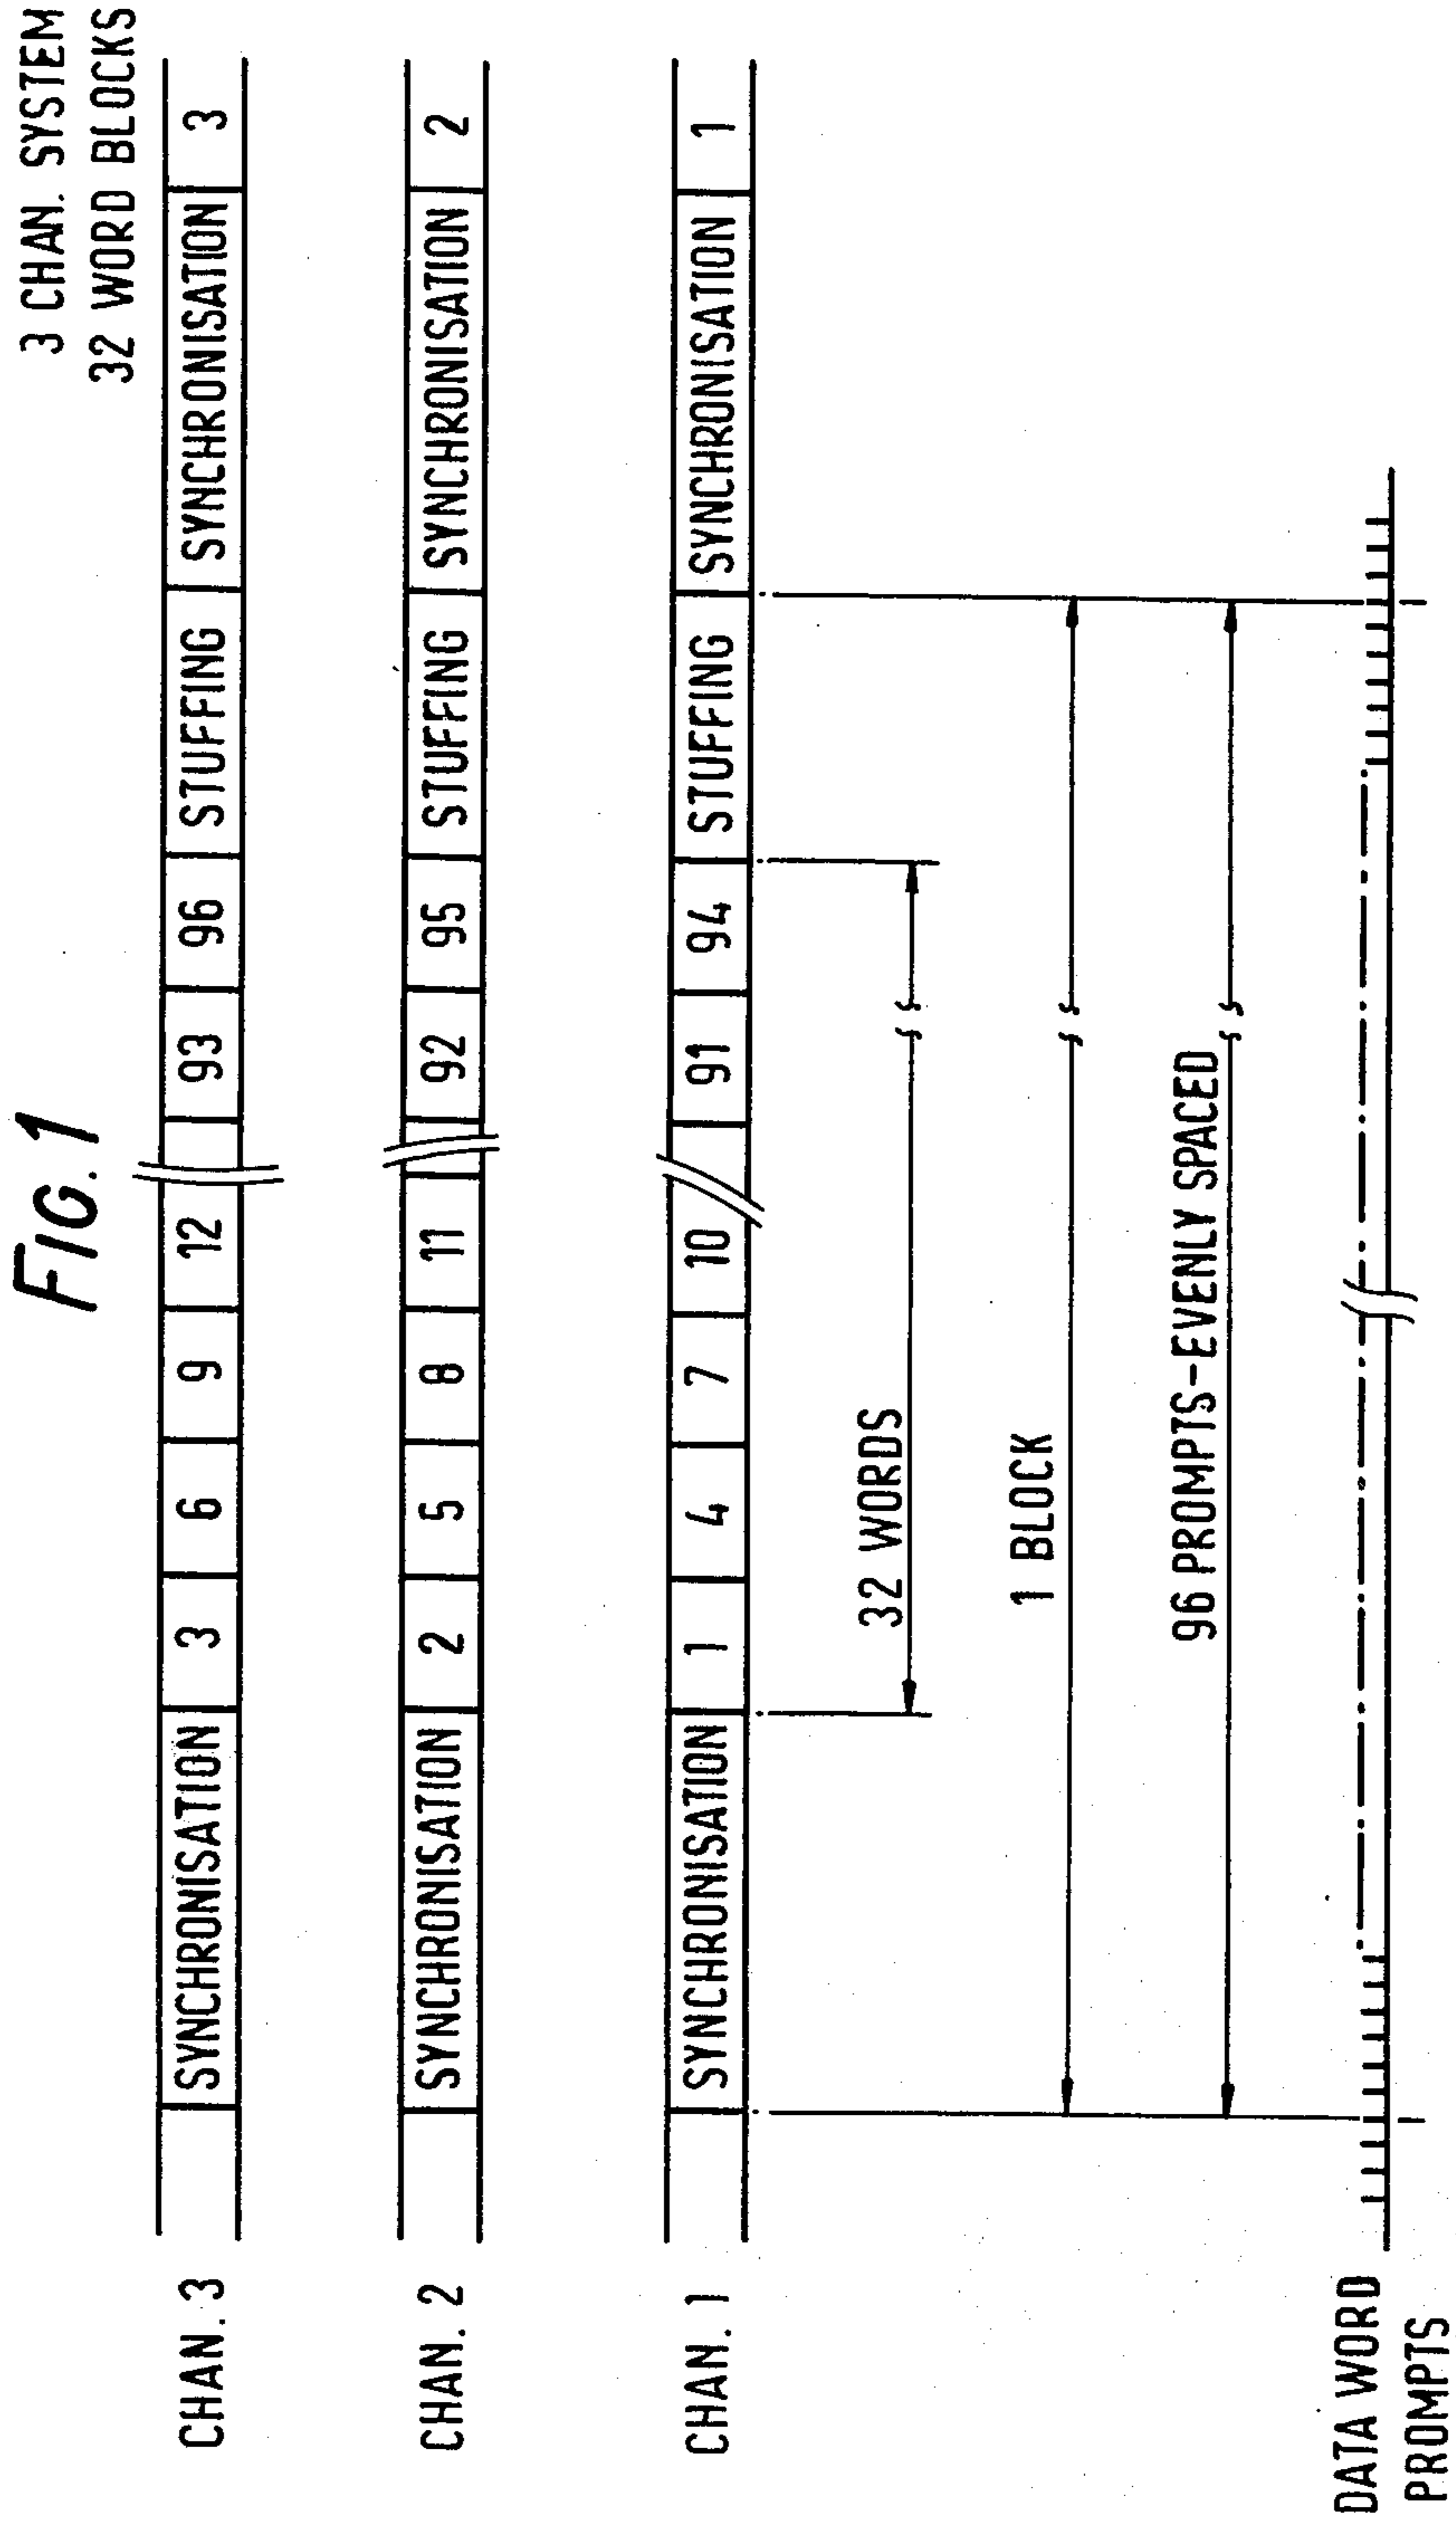 FIG. 1
3 CHAN. SYSTEM
32 WORD BLOCKS
CHAN. 3 SYNCHRONISATION 3 6 9 12 93 96 STUFFING SYNCHRONISATION 3
CHAN. 2 SYNCHRONISATION 2 5 8 11 92 95 STUFFING SYNCHRONISATION 2
CHAN. 1 SYNCHRONISATION 1 4 7 10 91 94 STUFFING SYNCHRONISATION 1
32 WORDS
1 BLOCK
96 PROMPTS-EVENLY SPACED
DATA WORD
PROMPTS